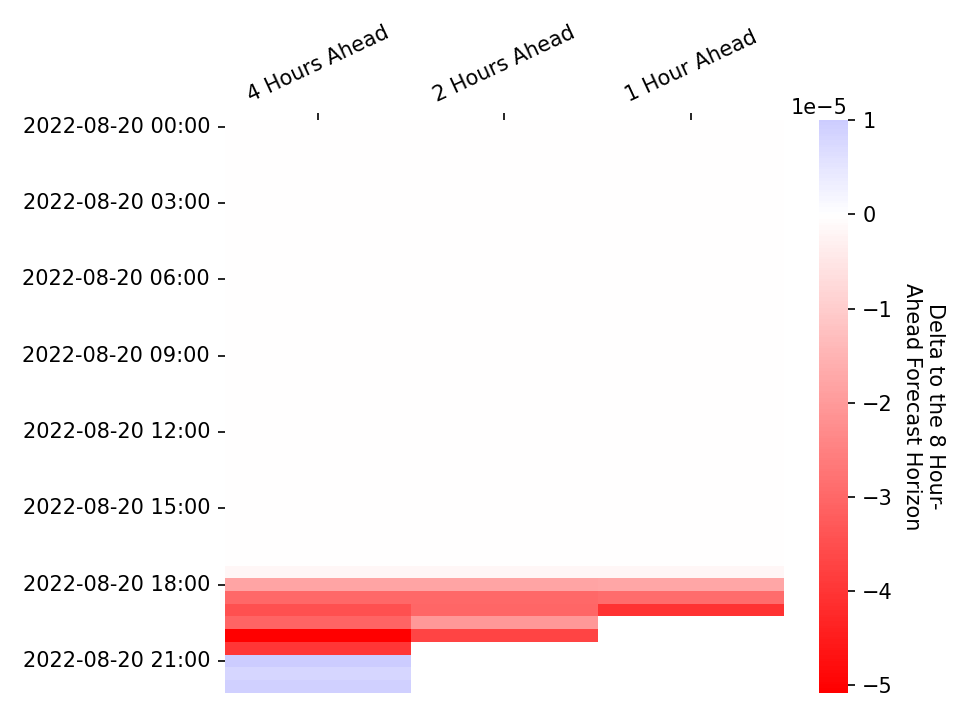 4 Hours Ahead
2 Hours Ahead
1 Hour Ahead
1e−5
2022-08-20 00:00
2022-08-20 03:00
2022-08-20 06:00
2022-08-20 09:00
2022-08-20 12:00
2022-08-20 15:00
2022-08-20 18:00
2022-08-20 21:00
1
0
−1
−2
−3
−4
−5
Delta to the 8 Hour-
Ahead Forecast Horizon